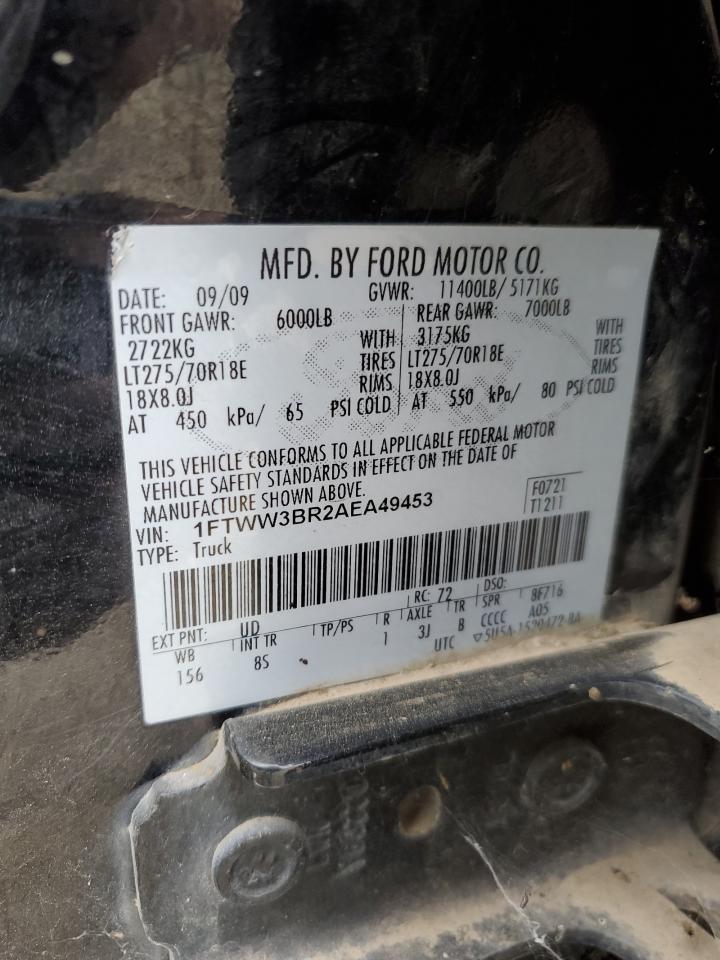 MFD. BY FORD MOTOR CO.
DATE: 09/09 GVWR: 11400LB/ 5171KG
FRONT GAWR: 6000LB REAR GAWR: 7000LB
2722KG WITH 3175KG WITH
LT275/70R18E TIRES LT275/70R18E TIRES
18X8.0J RIMS 18X8.0J RIMS
AT 450 kPa/ 65 PSI COLD AT 550 kPa/ 80 PSI COLD
THIS VEHICLE CONFORMS TO ALL APPLICABLE FEDERAL MOTOR
VEHICLE SAFETY STANDARDS IN EFFECT ON THE DATE OF
MANUFACTURE SHOWN ABOVE.
VIN: 1FTWW3BR2AEA49453 F0721
TYPE: Truck T1211
RC: 72 DSO:
EXT PNT: UD TP/PS R AXLE TR SPR 8F716
WB INT TR 1 3J B CCCC A05
156 8S UTC ▽5U5A-1520472-BA